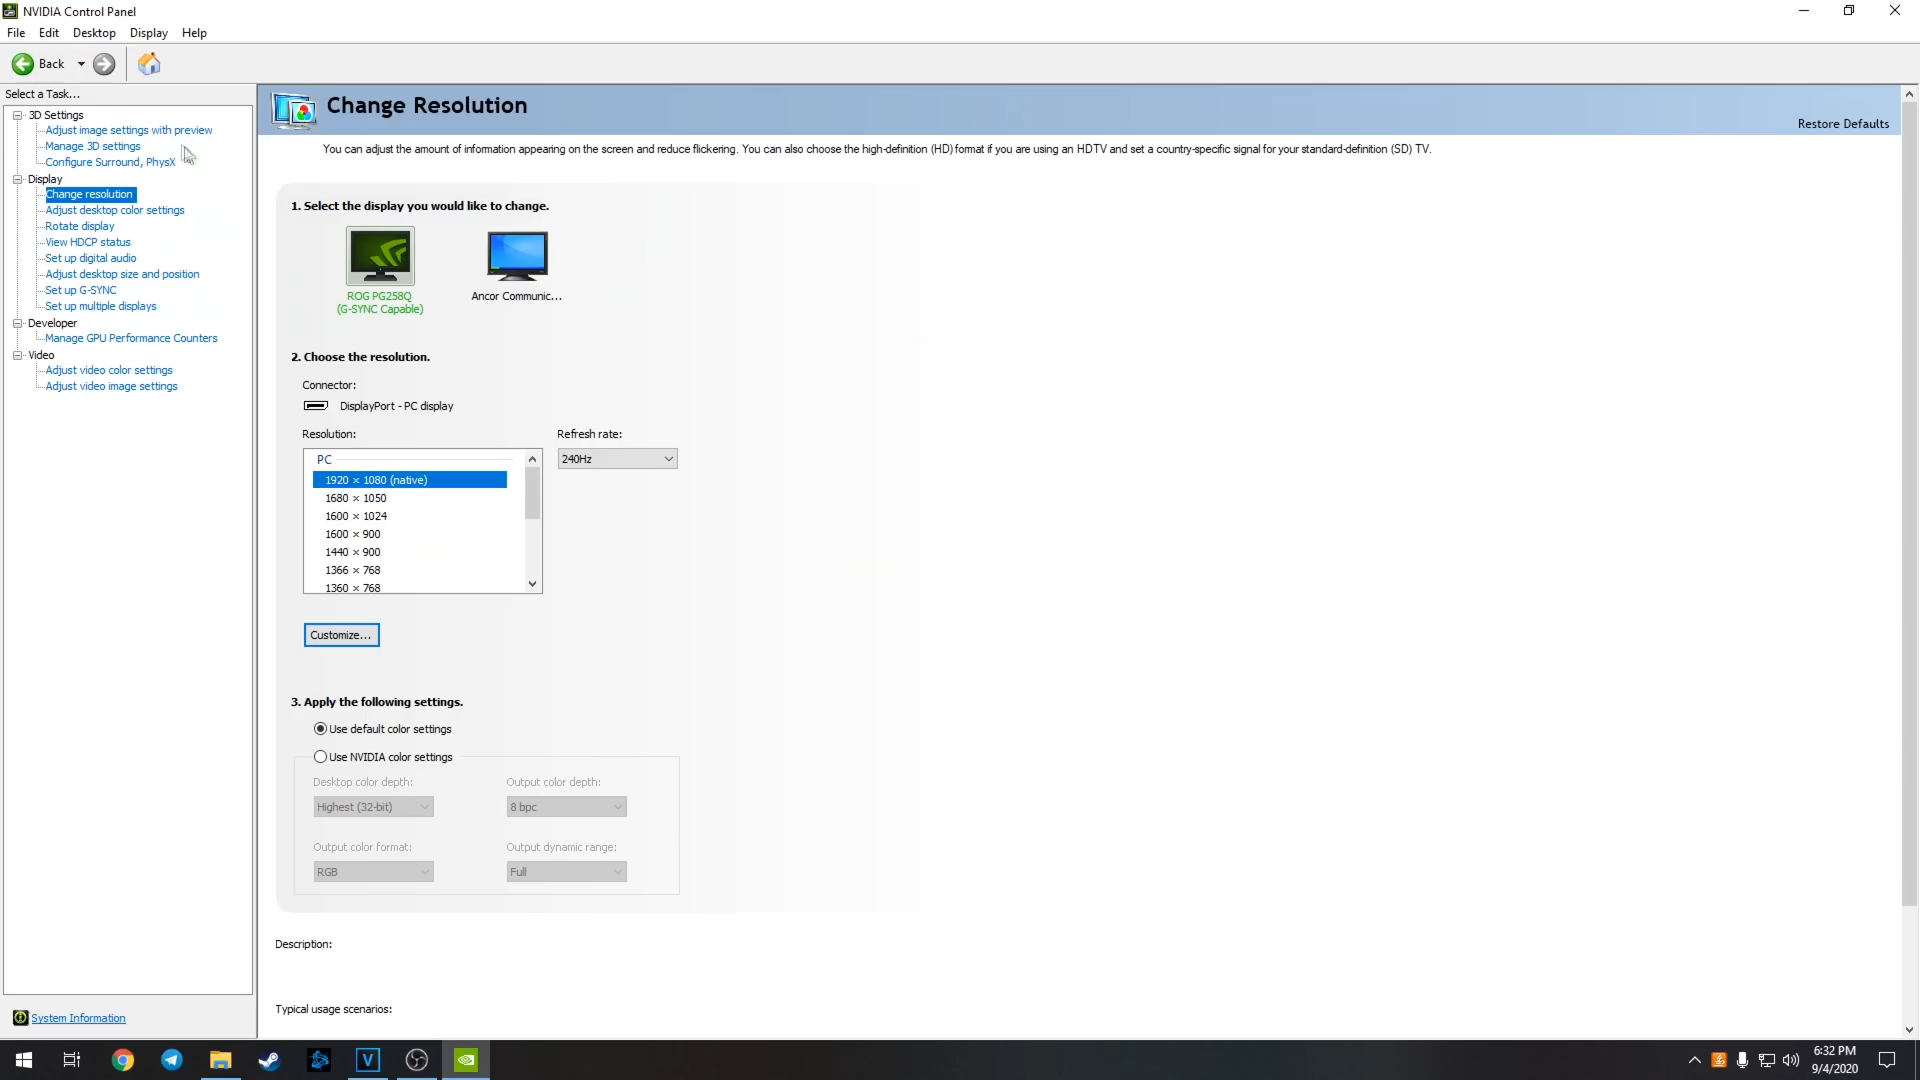 NVIDIA Control Panel
File Edit Desktop Display Help
Back
Select a Task...
3D Settings
Adjust image settings with preview
Manage 3D settings
Configure Surround, PhysX
Display
Change resolution
Adjust desktop color settings
Rotate display
View HDCP status
Set up digital audio
Adjust desktop size and position
Set up G-SYNC
Set up multiple displays
Developer
Manage GPU Performance Counters
Video
Adjust video color settings
Adjust video image settings
System Information
Change Resolution
Restore Defaults
You can adjust the amount of information appearing on the screen and reduce flickering. You can also choose the high-definition (HD) format if you are using an HDTV and set a country-specific signal for your standard-definition (SD) TV.
1. Select the display you would like to change.
ROG PG258Q
(G-SYNC Capable)
Ancor Communic...
2. Choose the resolution.
Connector:
DisplayPort - PC display
Resolution:
Refresh rate:
PC
240Hz
1920 × 1080 (native)
1680 × 1050
1600 × 1024
1600 × 900
1440 × 900
1366 × 768
1360 × 768
Customize...
3. Apply the following settings.
Use default color settings
Use NVIDIA color settings
Desktop color depth:
Output color depth:
Highest (32-bit)
8 bpc
Output color format:
Output dynamic range:
RGB
Full
Description:
Typical usage scenarios:
6:32 PM
9/4/2020